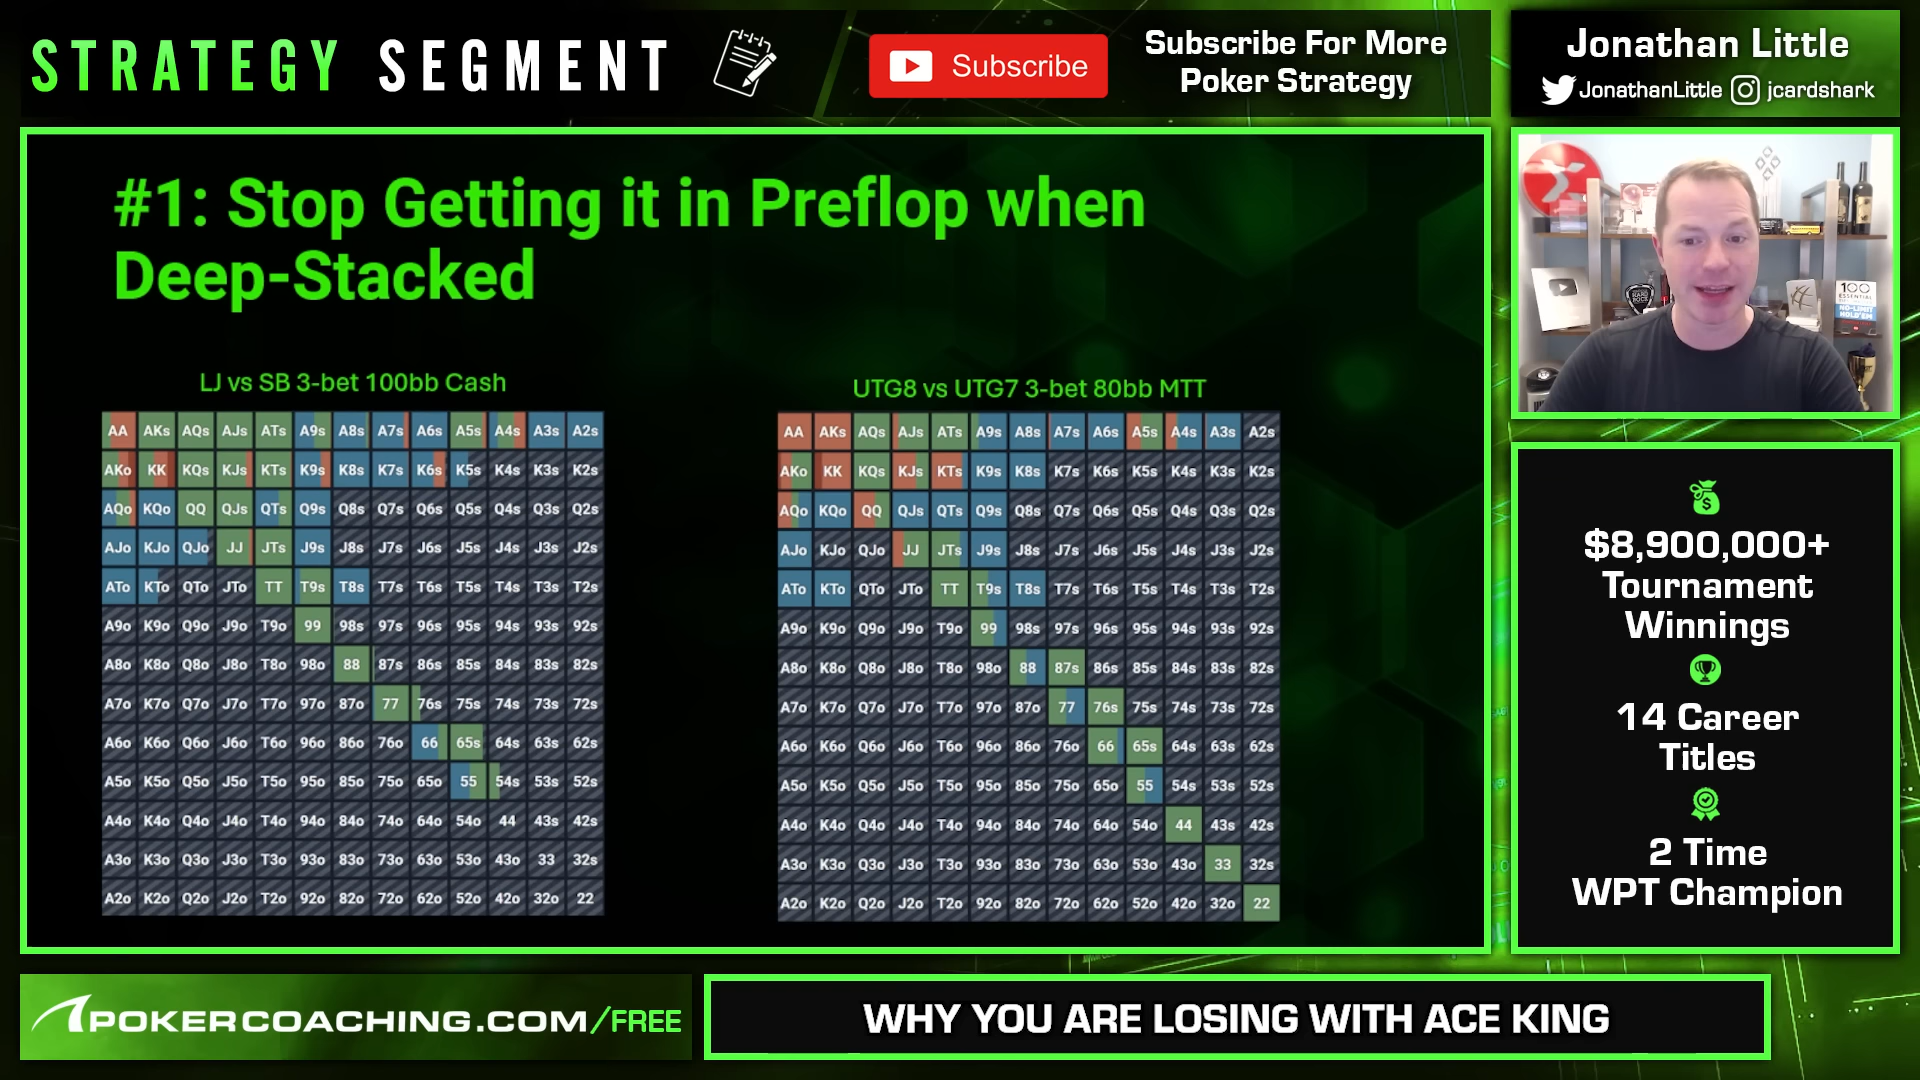 STRATEGY SEGMENT
Subscribe
Subscribe For More
Poker Strategy
Jonathan Little
JonathanLittle jcardshark
#1: Stop Getting it in Preflop when
Deep-Stacked
LJ vs SB 3-bet 100bb Cash
AA AKs AQs AJs ATs A9s A8s A7s A6s A5s A4s A3s A2s
AKo KK KQs KJs KTs K9s K8s K7s K6s K5s K4s K3s K2s
AQo KQo QQ QJs QTs Q9s Q8s Q7s Q6s Q5s Q4s Q3s Q2s
AJo KJo QJo JJ JTs J9s J8s J7s J6s J5s J4s J3s J2s
ATo KTo QTo JTo TT T9s T8s T7s T6s T5s T4s T3s T2s
A9o K9o Q9o J9o T9o 99 98s 97s 96s 95s 94s 93s 92s
A8o K8o Q8o J8o T8o 98o 88 87s 86s 85s 84s 83s 82s
A7o K7o Q7o J7o T7o 97o 87o 77 76s 75s 74s 73s 72s
A6o K6o Q6o J6o T6o 96o 86o 76o 66 65s 64s 63s 62s
A5o K5o Q5o J5o T5o 95o 85o 75o 65o 55 54s 53s 52s
A4o K4o Q4o J4o T4o 94o 84o 74o 64o 54o 44 43s 42s
A3o K3o Q3o J3o T3o 93o 83o 73o 63o 53o 43o 33 32s
A2o K2o Q2o J2o T2o 92o 82o 72o 62o 52o 42o 32o 22
UTG8 vs UTG7 3-bet 80bb MTT
AA AKs AQs AJs ATs A9s A8s A7s A6s A5s A4s A3s A2s
AKo KK KQs KJs KTs K9s K8s K7s K6s K5s K4s K3s K2s
AQo KQo QQ QJs QTs Q9s Q8s Q7s Q6s Q5s Q4s Q3s Q2s
AJo KJo QJo JJ JTs J9s J8s J7s J6s J5s J4s J3s J2s
ATo KTo QTo JTo TT T9s T8s T7s T6s T5s T4s T3s T2s
A9o K9o Q9o J9o T9o 99 98s 97s 96s 95s 94s 93s 92s
A8o K8o Q8o J8o T8o 98o 88 87s 86s 85s 84s 83s 82s
A7o K7o Q7o J7o T7o 97o 87o 77 76s 75s 74s 73s 72s
A6o K6o Q6o J6o T6o 96o 86o 76o 66 65s 64s 63s 62s
A5o K5o Q5o J5o T5o 95o 85o 75o 65o 55 54s 53s 52s
A4o K4o Q4o J4o T4o 94o 84o 74o 64o 54o 44 43s 42s
A3o K3o Q3o J3o T3o 93o 83o 73o 63o 53o 43o 33 32s
A2o K2o Q2o J2o T2o 92o 82o 72o 62o 52o 42o 32o 22
100
ESSENTIAL
NO-LIMIT
HOLD'EM
$8,900,000+
Tournament
Winnings
14 Career
Titles
2 Time
WPT Champion
POKERCOACHING.COM/FREE
WHY YOU ARE LOSING WITH ACE KING